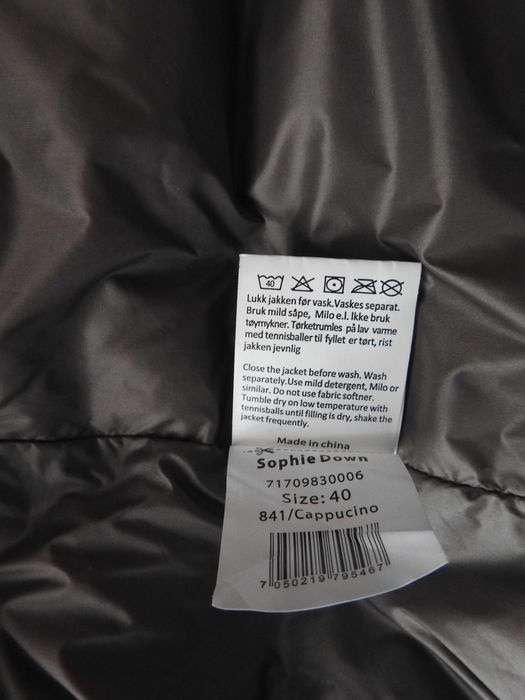 40
Lukk jakken før vask.Vaskes separat.
Bruk mild såpe, Milo e.l. Ikke bruk
tøymykner. Tørketrumles på lav varme
med tennisballer til fyllet er tørt, rist
jakken jevnlig
Close the jacket before wash. Wash
separately.Use mild detergent, Milo or
similar. Do not use fabric softner.
Tumble dry on low temperature with
tennisballs until filling is dry, shake the
jacket frequently.
Made in china
Sophie Down
71709830006
Size: 40
841/Cappucino
7 050219 795467